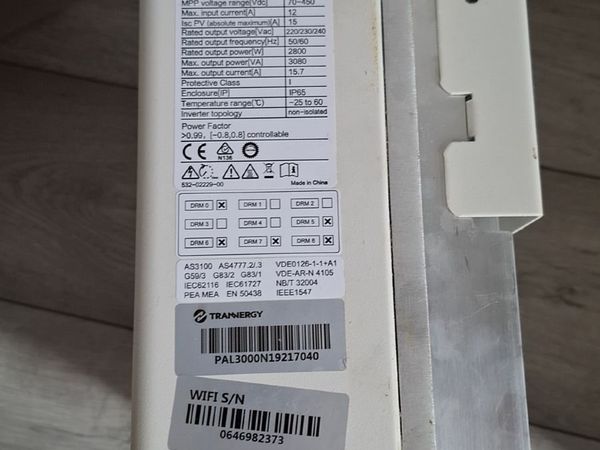 MPP voltage range[Vdc] 70-450
Max. input current[A] 12
Isc PV (absolute maximum)[A] 15
Rated output voltage[Vac] 220/230/240
Rated output frequency[Hz] 50/60
Rated output power[W] 2800
Max. output power[VA] 3080
Max. output current[A] 15.7
Protective Class I
Enclosure[IP] IP65
Temperature range[℃] -25 to 60
Inverter topology non-isolated
Power Factor
>0.99, [-0.8,0.8] controllable
CE N136
532-02229-00 Made in China
DRM 0 DRM 1 DRM 2
DRM 3 DRM 4 DRM 5
DRM 6 DRM 7 DRM 8
AS3100 AS4777.2/.3 VDE0126-1-1+A1
G59/3 G83/2 G83/1 VDE-AR-N 4105
IEC62116 IEC61727 NB/T 32004
PEA MEA EN 50438 IEEE1547
TRANNERGY
PAL3000N19217040
WIFI S/N
0646982373